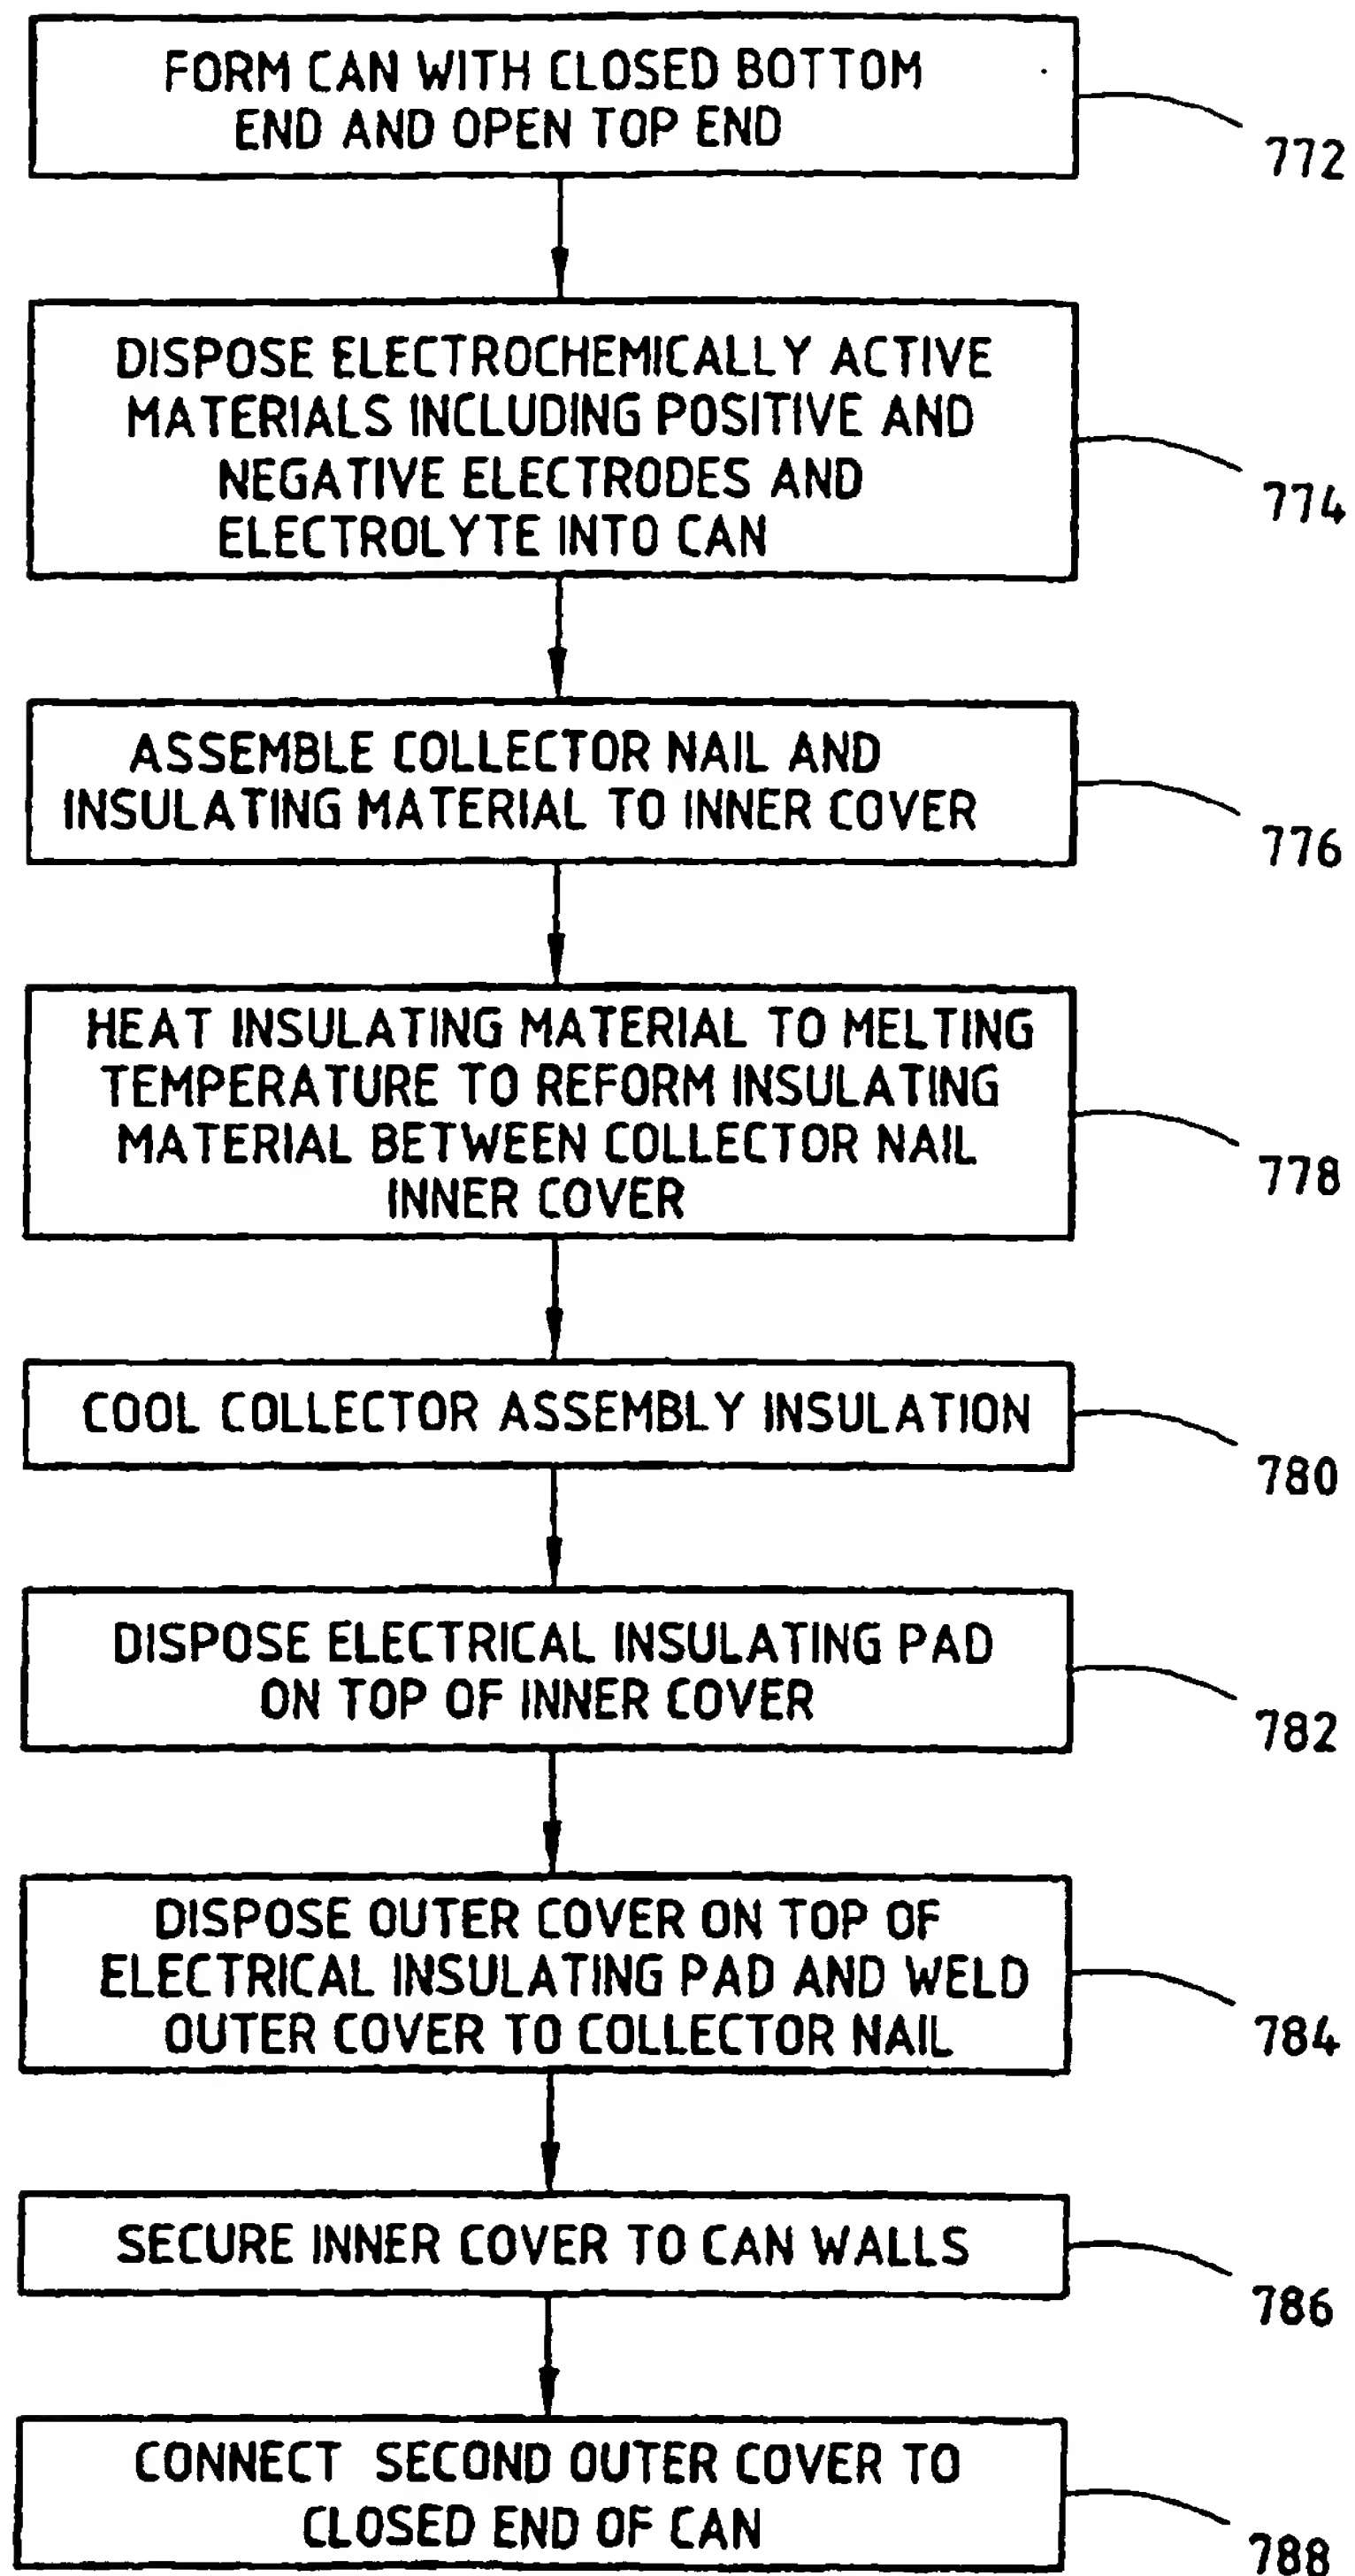 FORM CAN WITH CLOSED BOTTOM
END AND OPEN TOP END
772
DISPOSE ELECTROCHEMICALLY ACTIVE
MATERIALS INCLUDING POSITIVE AND
NEGATIVE ELECTRODES AND
ELECTROLYTE INTO CAN
774
ASSEMBLE COLLECTOR NAIL AND
INSULATING MATERIAL TO INNER COVER
776
HEAT INSULATING MATERIAL TO MELTING
TEMPERATURE TO REFORM INSULATING
MATERIAL BETWEEN COLLECTOR NAIL
INNER COVER
778
COOL COLLECTOR ASSEMBLY INSULATION
780
DISPOSE ELECTRICAL INSULATING PAD
ON TOP OF INNER COVER
782
DISPOSE OUTER COVER ON TOP OF
ELECTRICAL INSULATING PAD AND WELD
OUTER COVER TO COLLECTOR NAIL
784
SECURE INNER COVER TO CAN WALLS
786
CONNECT SECOND OUTER COVER TO
CLOSED END OF CAN
788